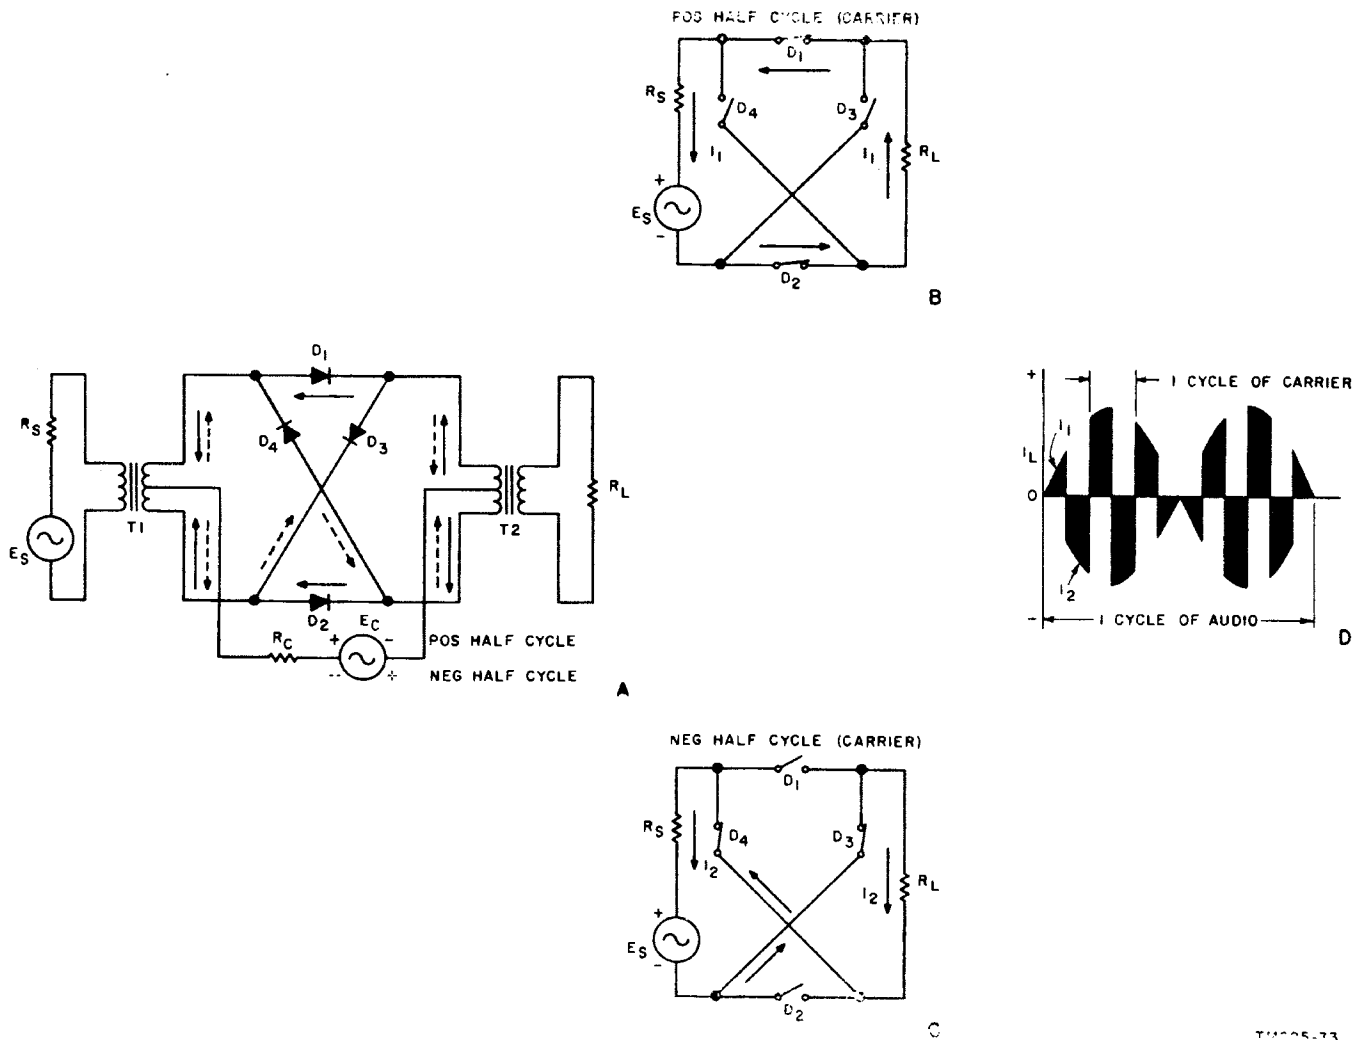 POS HALF CYCLE (CARRIER)
D1
RS
D4
D3
I1
I1
RL
+
ES
-
D2
B
D1
RS
D4
D3
RL
T1
T2
ES
D2
EC
RC
+
-
POS HALF CYCLE
--
+
NEG HALF CYCLE
A
+
1 CYCLE OF CARRIER
I1
IL
O
I2
-
1 CYCLE OF AUDIO
D
NEG HALF CYCLE (CARRIER)
D1
RS
D4
D3
I2
I2
RL
+
ES
-
D2
C